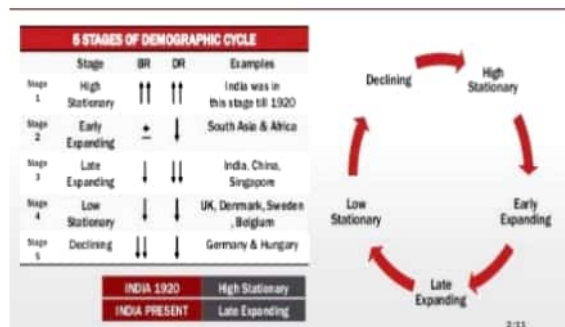 5 STAGES OF DEMOGRAPHIC CYCLE
Stage BR DR Examples
Stage 1 High Stationary ↑↑ ↑↑ India was in this stage till 1920
Stage 2 Early Expanding ± ↓ South Asia & Africa
Stage 3 Late Expanding ↓ ↓↓ India, China, Singapore
Stage 4 Low Stationary ↓ ↓ UK, Denmark, Sweden, Belgium
Stage 5 Declining ↓↓ ↓ Germany & Hungary
INDIA 1920 High Stationary
INDIA PRESENT Late Expanding
Declining
High
Stationary
Early
Expanding
Late
Expanding
Low
Stationary
2:11